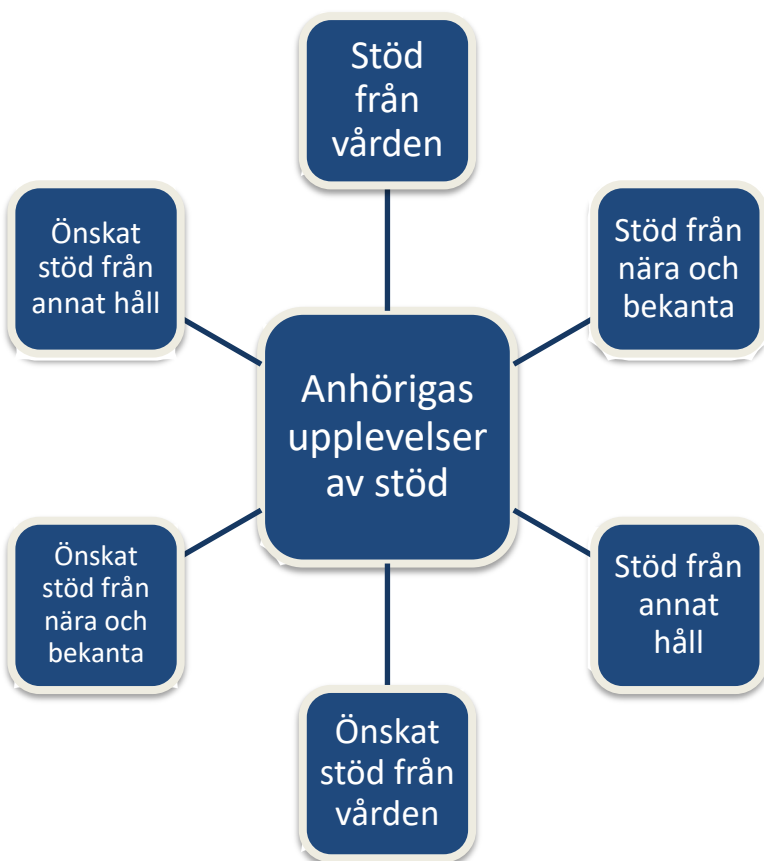 Stöd
från
vården
Stöd från
nära och
bekanta
Stöd från
annat
håll
Önskat
stöd från
vården
Önskat
stöd från
nära och
bekanta
Önskat
stöd från
annat håll
Anhörigas
upplevelser
av stöd